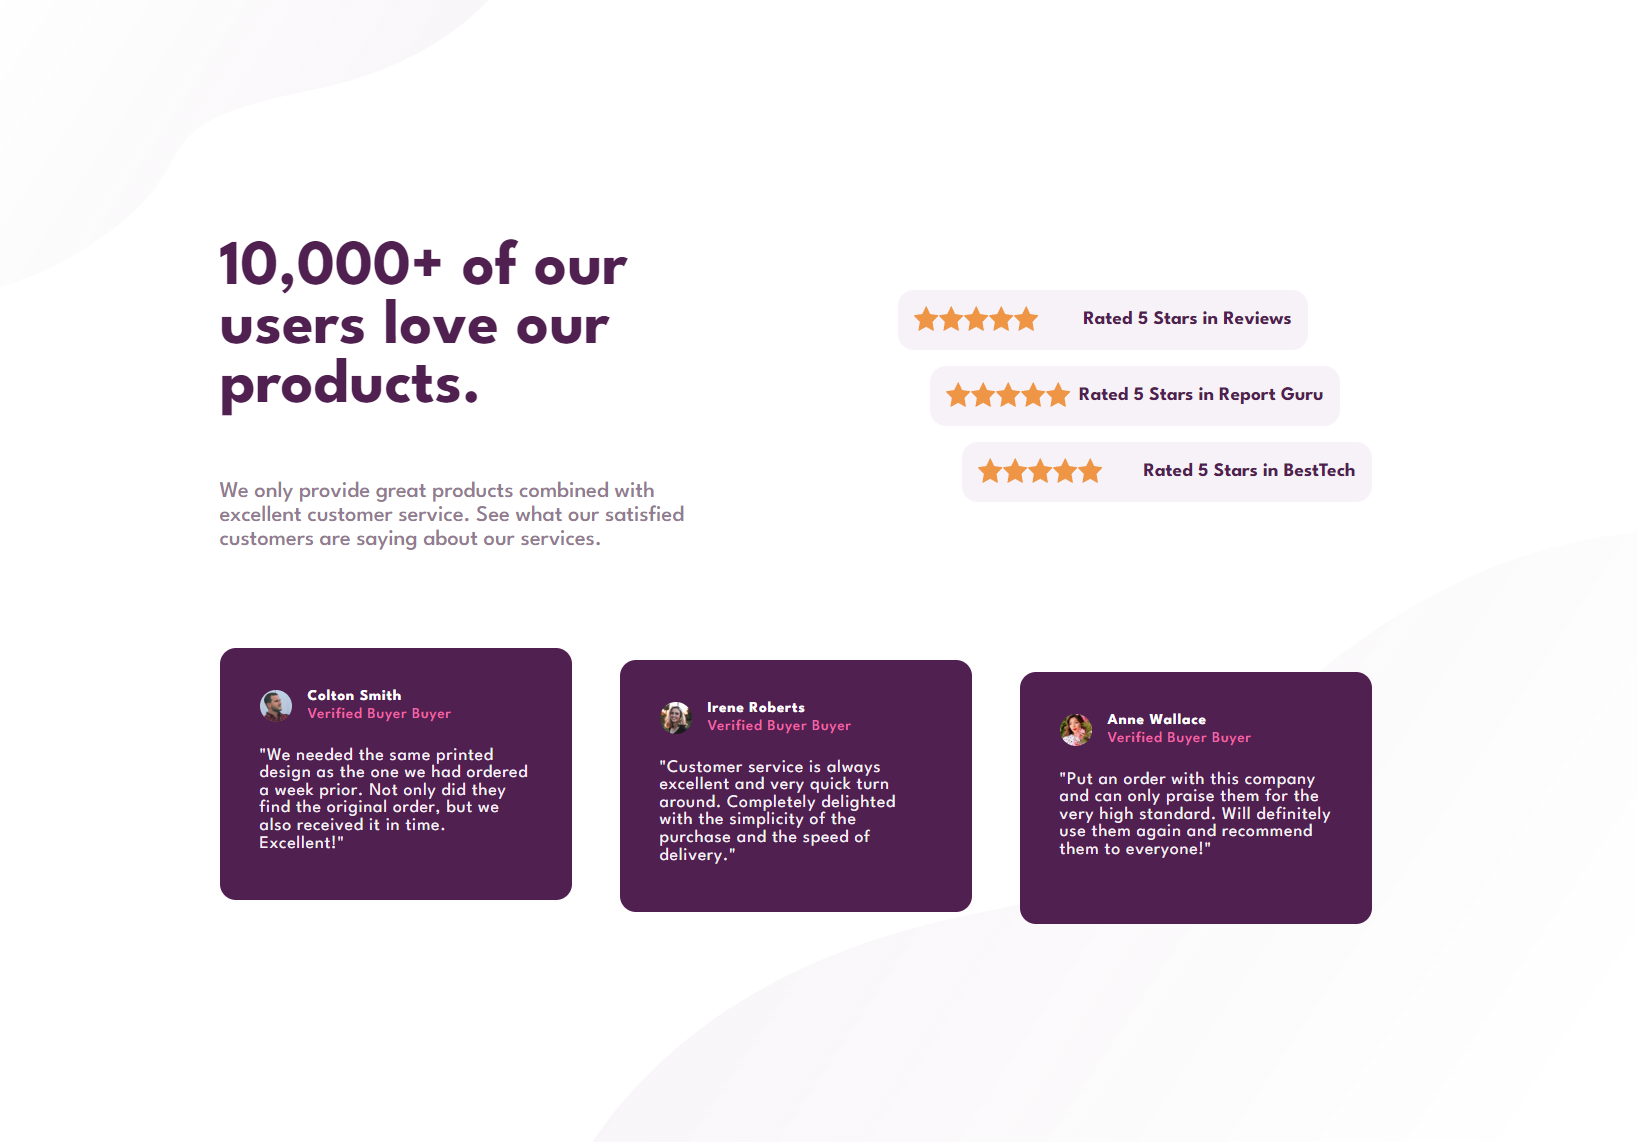 10,000+ of our
users love our
products.
We only provide great products combined with
excellent customer service. See what our satisfied
customers are saying about our services.
Rated 5 Stars in Reviews
Rated 5 Stars in Report Guru
Rated 5 Stars in BestTech
Colton Smith
Verified Buyer Buyer
"We needed the same printed
design as the one we had ordered
a week prior. Not only did they
find the original order, but we
also received it in time.
Excellent!"
Irene Roberts
Verified Buyer Buyer
"Customer service is always
excellent and very quick turn
around. Completely delighted
with the simplicity of the
purchase and the speed of
delivery."
Anne Wallace
Verified Buyer Buyer
"Put an order with this company
and can only praise them for the
very high standard. Will definitely
use them again and recommend
them to everyone!"